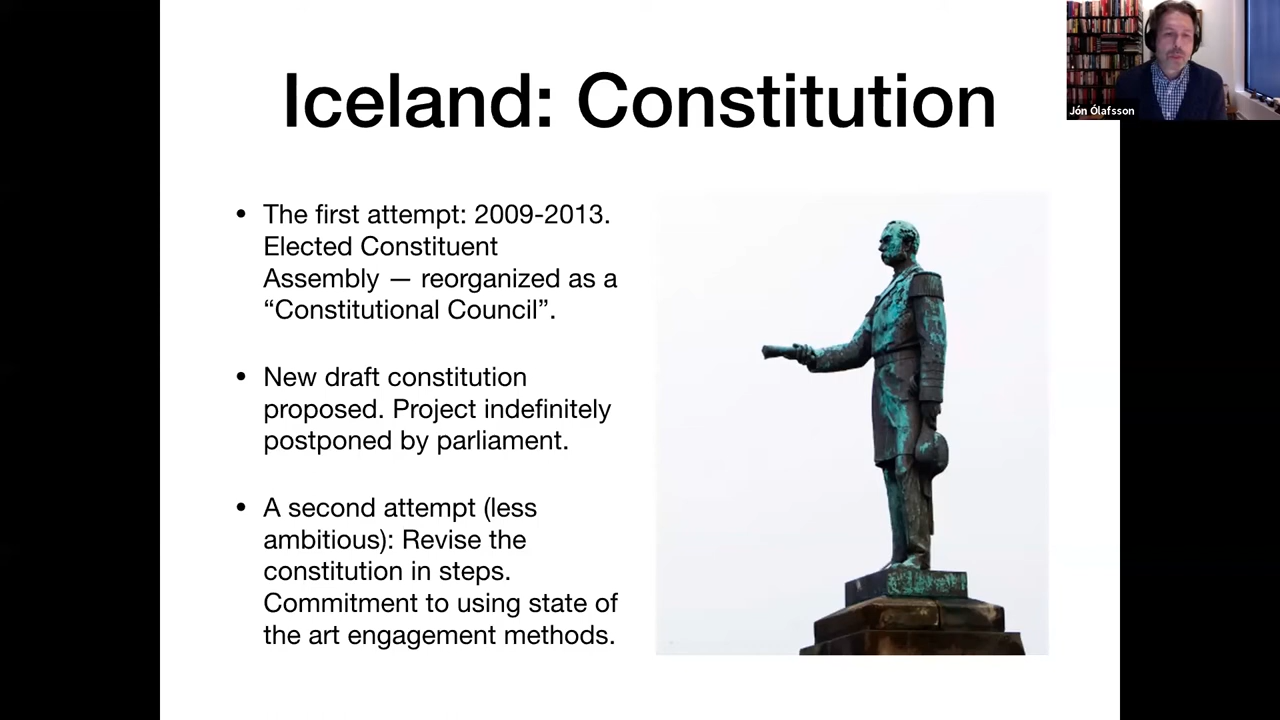 Iceland: Constitution
Jón Ólafsson
• The first attempt: 2009-2013.
Elected Constituent
Assembly — reorganized as a
“Constitutional Council”.
• New draft constitution
proposed. Project indefinitely
postponed by parliament.
• A second attempt (less
ambitious): Revise the
constitution in steps.
Commitment to using state of
the art engagement methods.